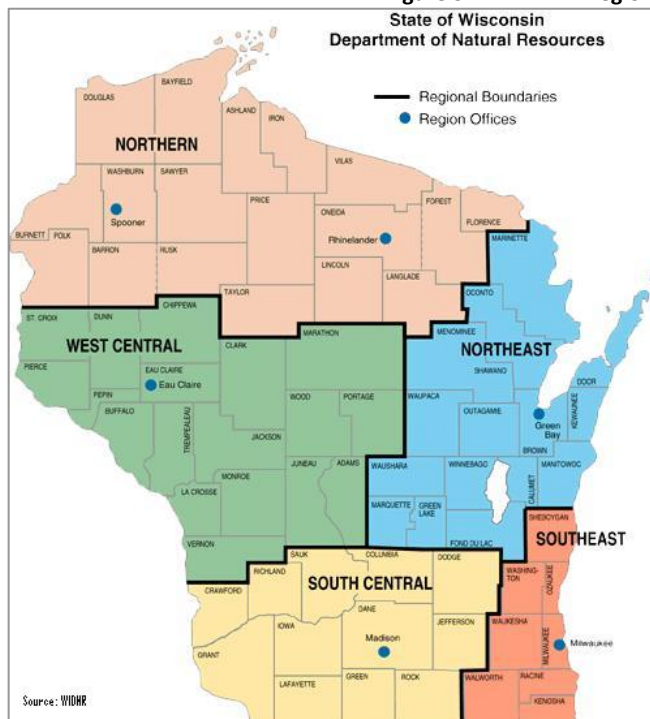 State of Wisconsin
Department of Natural Resources
Regional Boundaries
Region Offices
BAYFIELD
DOUGLAS
ASHLAND
IRON
NORTHERN
VILAS
WASHBURN
SAWYER
PRICE
FOREST
ONEIDA
FLORENCE
Spooner
BURNETT
POLK
Rhinelander
MARINETTE
BARRON
RUSK
LINCOLN
LANGLADE
TAYLOR
OCONTO
CHIPPEWA
ST. CROIX
DUNN
MARATHON
MENOMINEE
WEST CENTRAL
CLARK
NORTHEAST
PIERCE
EAU CLAIRE
SHAWANO
Eau Claire
DOOR
PEPIN
WOOD
PORTAGE
WAUPACA
KEWAUNEE
BUFFALO
TREMPEALEAU
OUTAGAMIE
Green
Bay
JACKSON
BROWN
JUNEAU
ADAMS
WAUSHARA
WINNEBAGO
MANITOWOC
MONROE
CALUMET
LA CROSSE
MARQUETTE
GREEN
LAKE
SHEBOYGAN
VERNON
FOND DU LAC
SOUTHEAST
SAUK
COLUMBIA
DODGE
RICHLAND
WASHING-
TON
OZAUKEE
CRAWFORD
SOUTH CENTRAL
DANE
IOWA
JEFFERSON
WAUKESHA
MILWAUKEE
Madison
Milwaukee
GRANT
LAFAYETTE
GREEN
ROCK
WALWORTH
RACINE
KENOSHA
Source: WIDNR